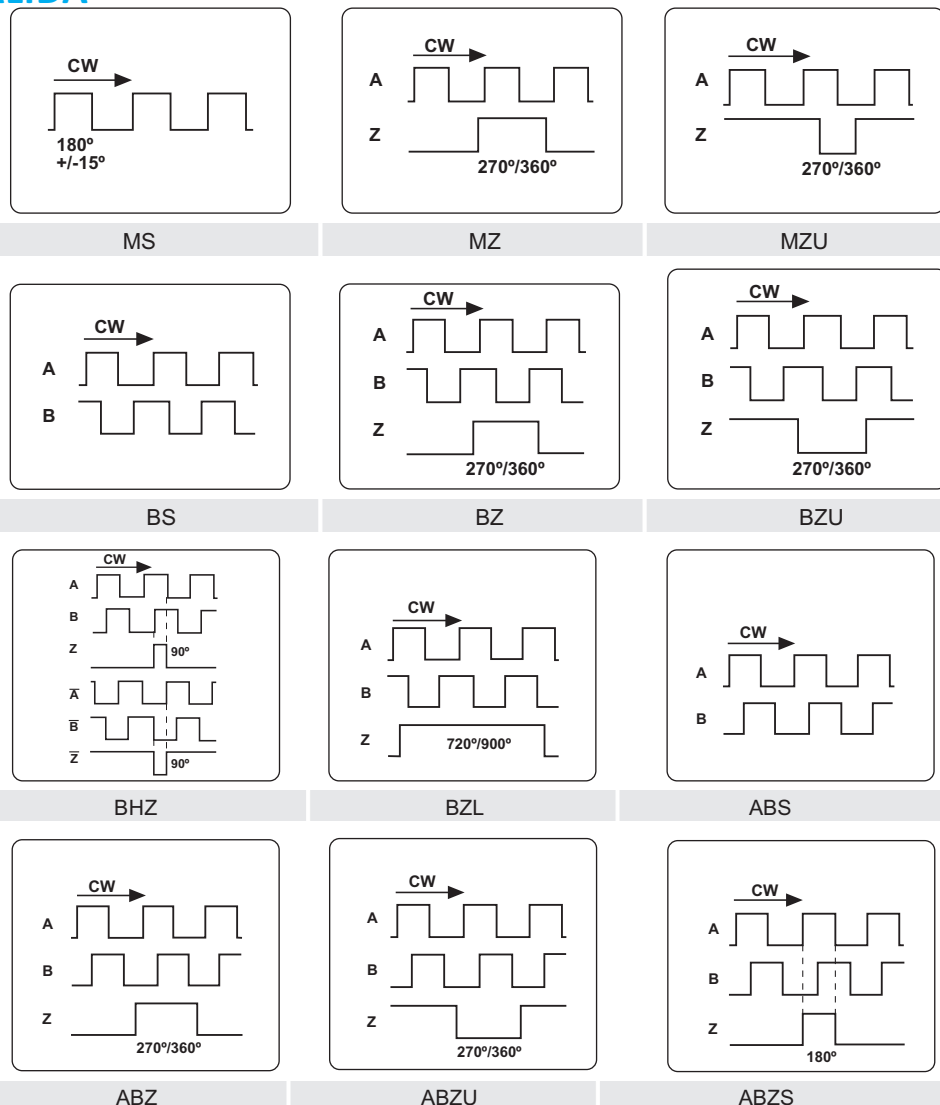 CW
180º
+/-15º
MS
CW
A
Z
270º/360º
MZ
CW
A
Z
270º/360º
MZU
CW
A
B
BS
CW
A
B
Z
270º/360º
BZ
CW
A
B
Z
270º/360º
BZU
CW
A
B
Z
90º
A̅
B̅
Z̅
90º
BHZ
CW
A
B
Z
720º/900º
BZL
CW
A
B
ABS
CW
A
B
Z
270º/360º
ABZ
CW
A
B
Z
270º/360º
ABZU
CW
A
B
Z
180º
ABZS